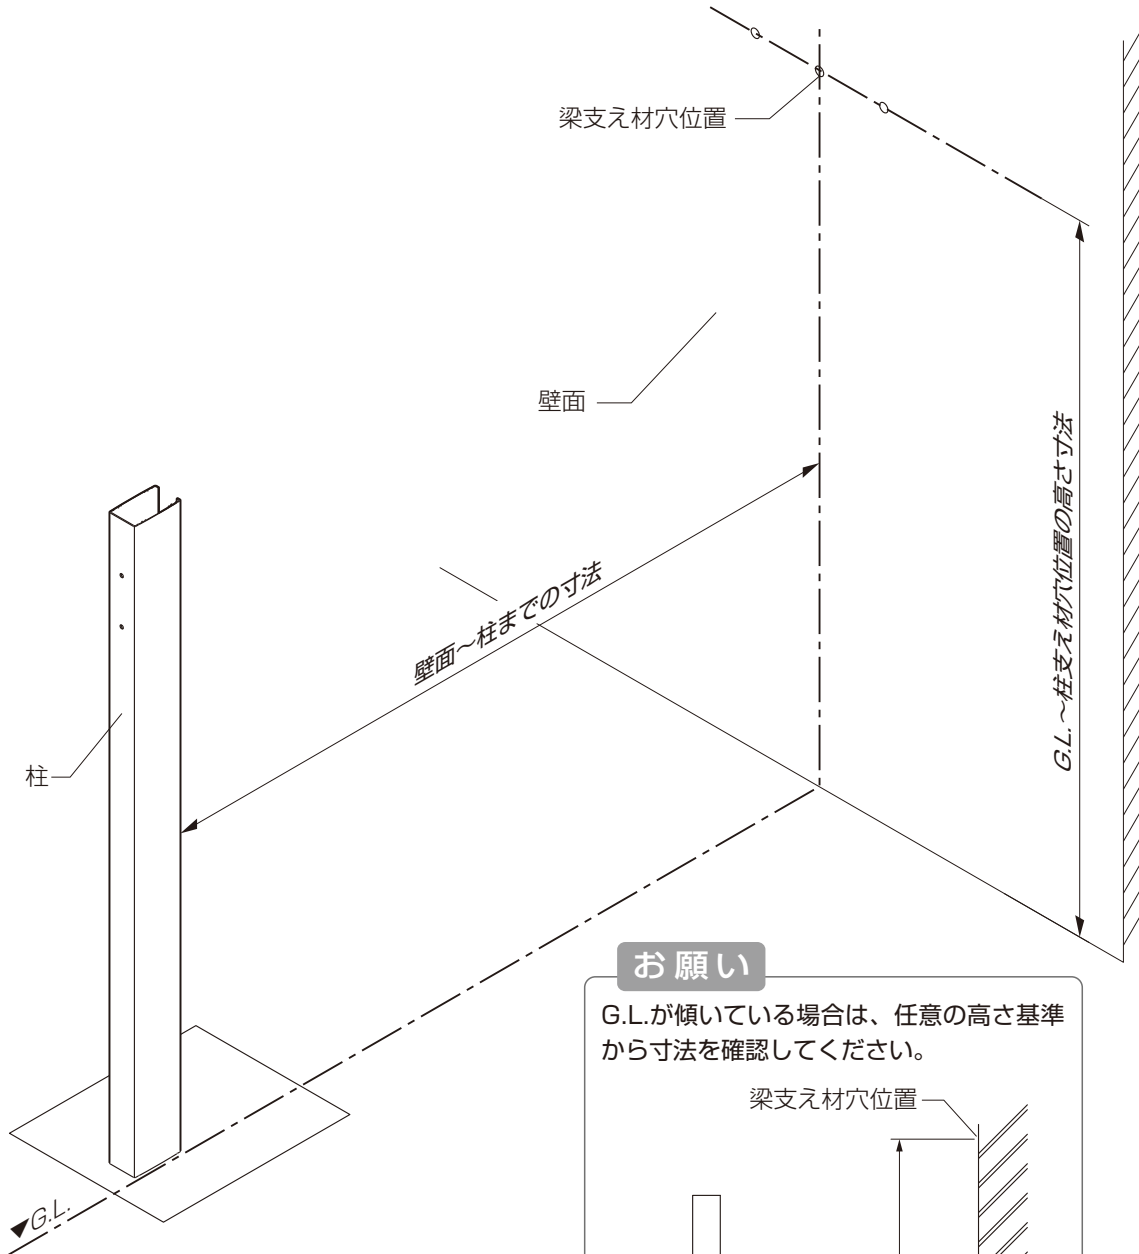 梁支え材穴位置
壁面
壁面～柱までの寸法
G.L.～柱支え材穴位置の高さ寸法
柱
▼G.L.
お願い
G.L.が傾いている場合は、任意の高さ基準
から寸法を確認してください。
梁支え材穴位置